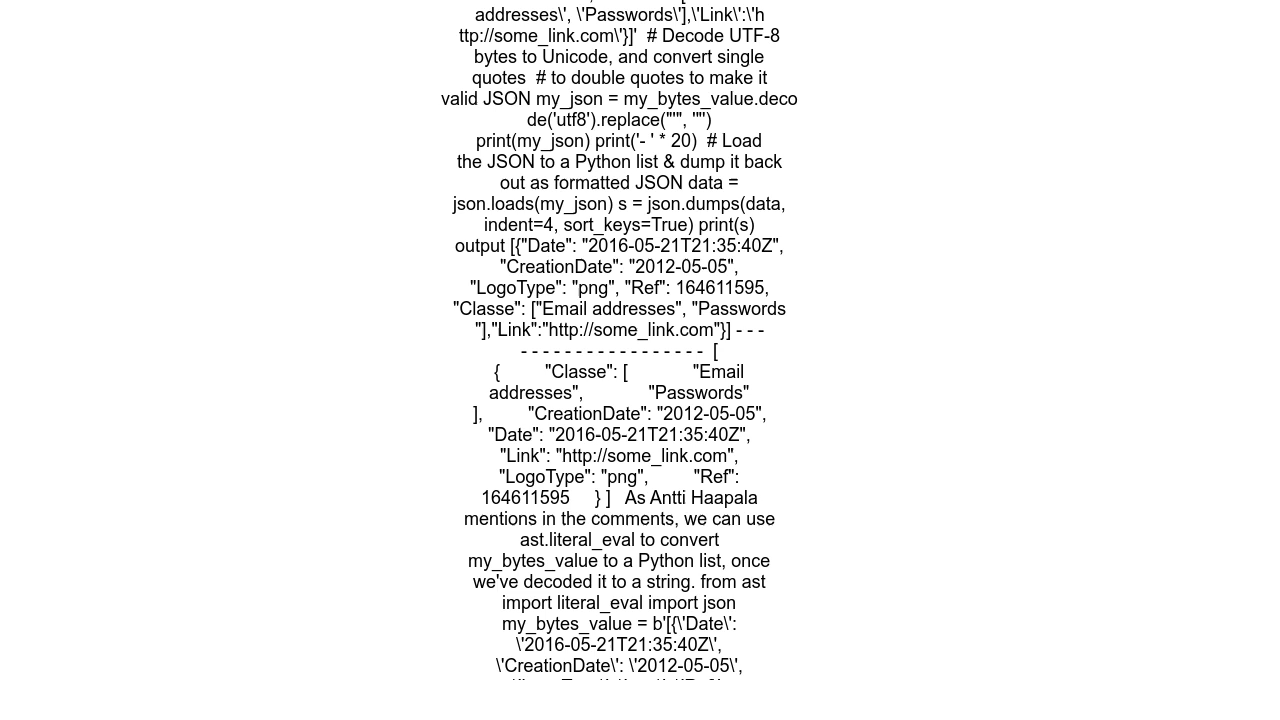 addresses\', \'Passwords\'],\'Link\':\'h
ttp://some_link.com\'}]'  # Decode UTF-8
bytes to Unicode, and convert single
quotes  # to double quotes to make it
valid JSON my_json = my_bytes_value.deco
de('utf8').replace("'", '"')
print(my_json) print('- ' * 20)  # Load
the JSON to a Python list & dump it back
out as formatted JSON data =
json.loads(my_json) s = json.dumps(data,
indent=4, sort_keys=True) print(s)
output [{"Date": "2016-05-21T21:35:40Z",
"CreationDate": "2012-05-05",
"LogoType": "png", "Ref": 164611595,
"Classe": ["Email addresses", "Passwords
"],"Link":"http://some_link.com"}] - - -
- - - - - - - - - - - - - - - - -  [
{         "Classe": [             "Email
addresses",             "Passwords"
],         "CreationDate": "2012-05-05",
"Date": "2016-05-21T21:35:40Z",
"Link": "http://some_link.com",
"LogoType": "png",         "Ref":
164611595     } ]   As Antti Haapala
mentions in the comments, we can use
ast.literal_eval to convert
my_bytes_value to a Python list, once
we've decoded it to a string. from ast
import literal_eval import json
my_bytes_value = b'[{\'Date\':
\'2016-05-21T21:35:40Z\',
\'CreationDate\': \'2012-05-05\',